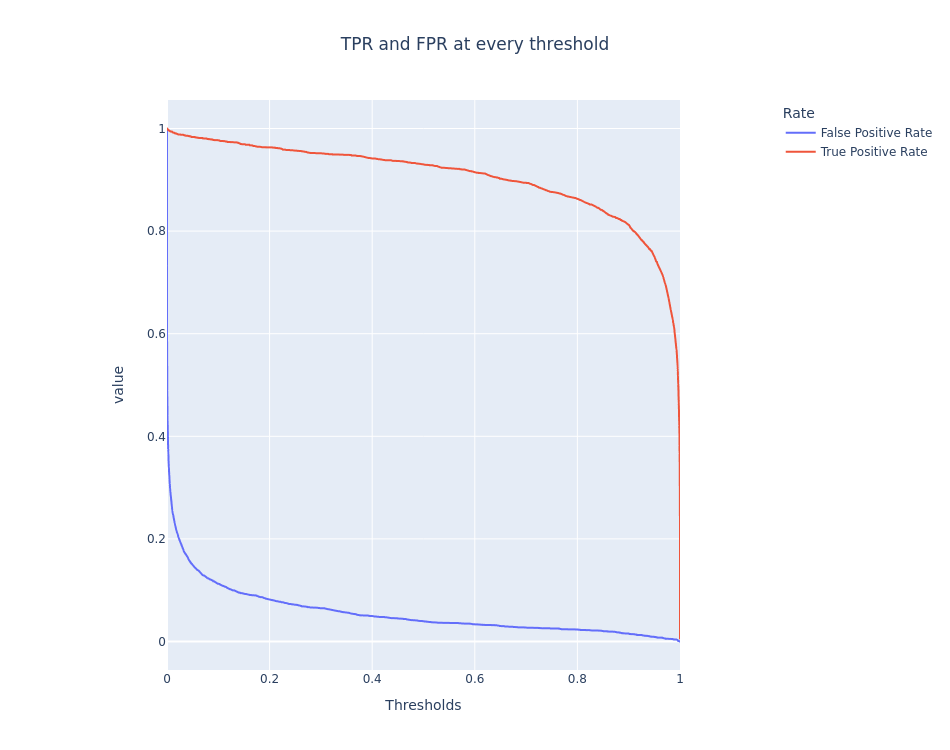 TPR and FPR at every threshold
Rate
False Positive Rate
True Positive Rate
1
0.8
0.6
0.4
0.2
0
value
0 0.2 0.4 0.6 0.8 1
Thresholds